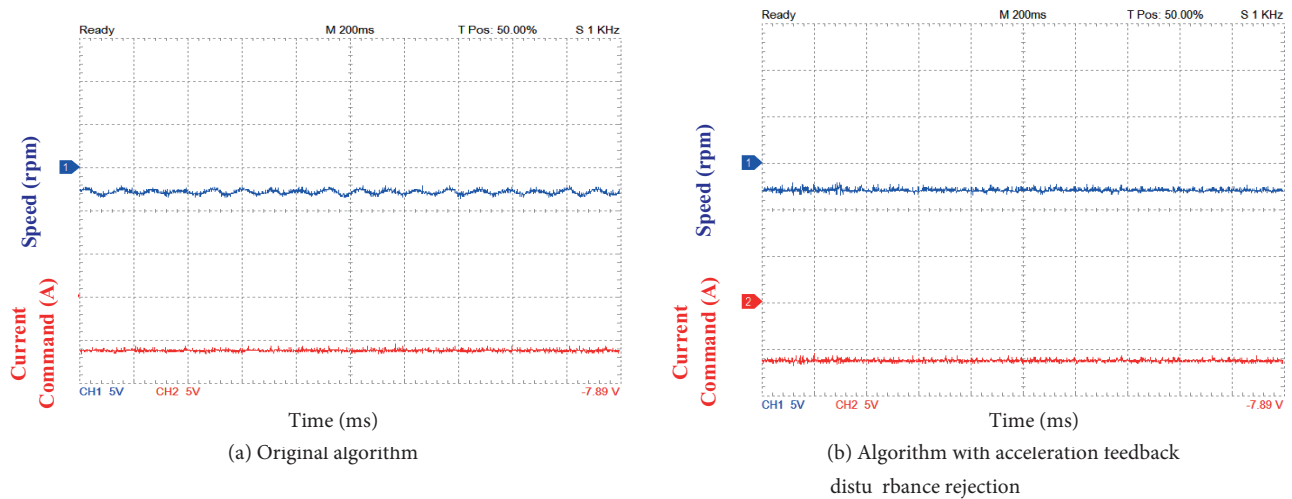 Ready M 200ms T Pos: 50.00% S 1 KHz
1
Speed (rpm)
Current
Command (A)
CH1 5V CH2 5V -7.89 V
Time (ms)
(a) Original algorithm
Ready M 200ms T Pos: 50.00% S 1 KHz
1
Speed (rpm)
2
Current
Command (A)
CH1 5V CH2 5V -7.89 V
Time (ms)
(b) Algorithm with acceleration feedback
distu rbance rejection